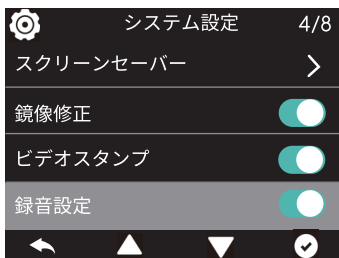 システム設定 4/8
スクリーンセーバー
鏡像修正
ビデオスタンプ
録音設定